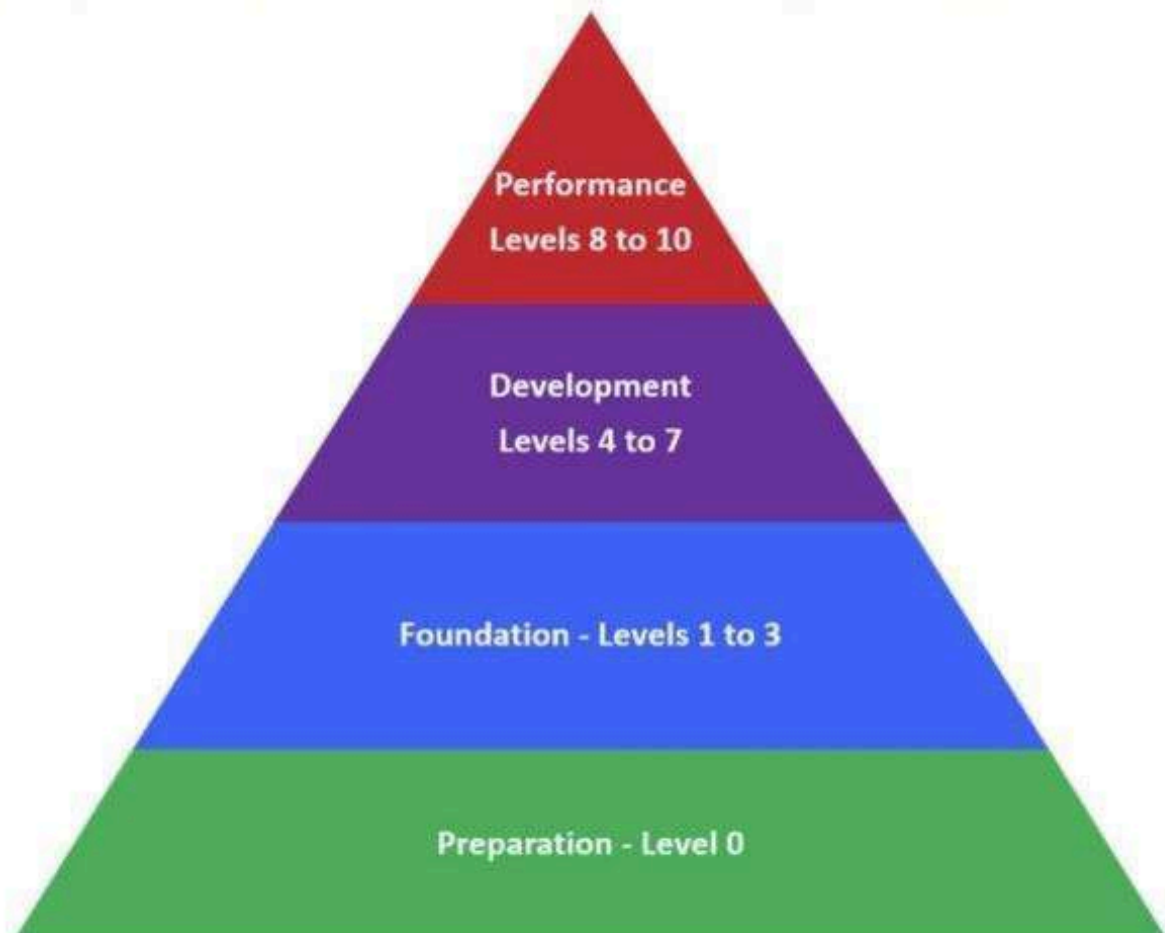 Performance
Levels 8 to 10
Development
Levels 4 to 7
Foundation - Levels 1 to 3
Preparation - Level 0